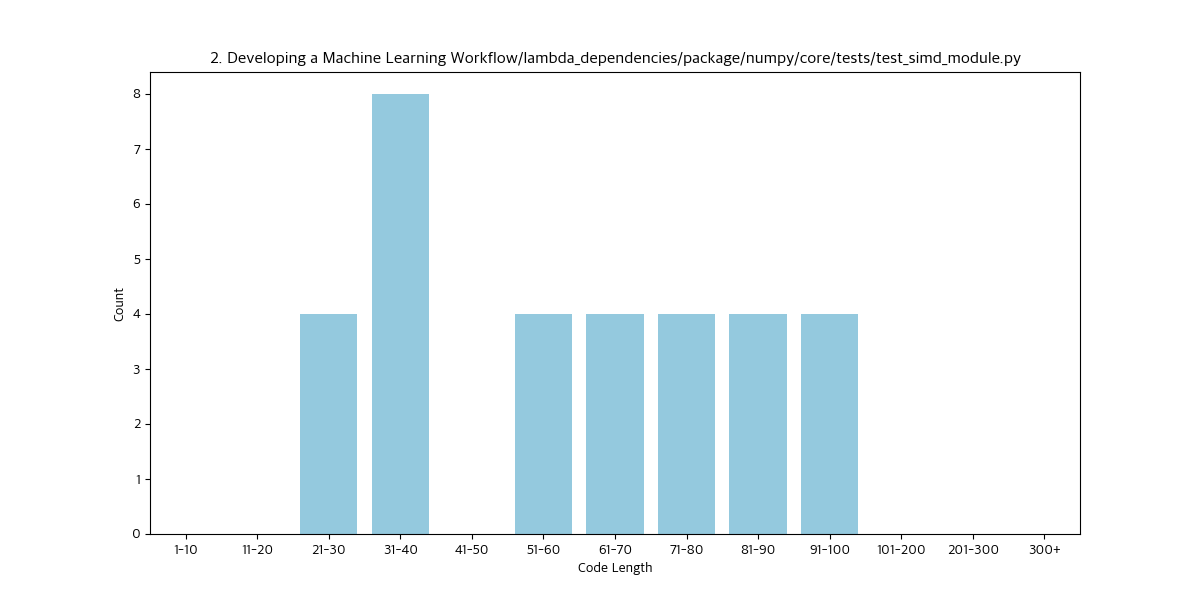 2. Developing a Machine Learning Workflow/lambda_dependencies/package/numpy/core/tests/test_simd_module.py
8
7
6
5
4
3
2
1
0
Count
1-10 11-20 21-30 31-40 41-50 51-60 61-70 71-80 81-90 91-100 101-200 201-300 300+
Code Length